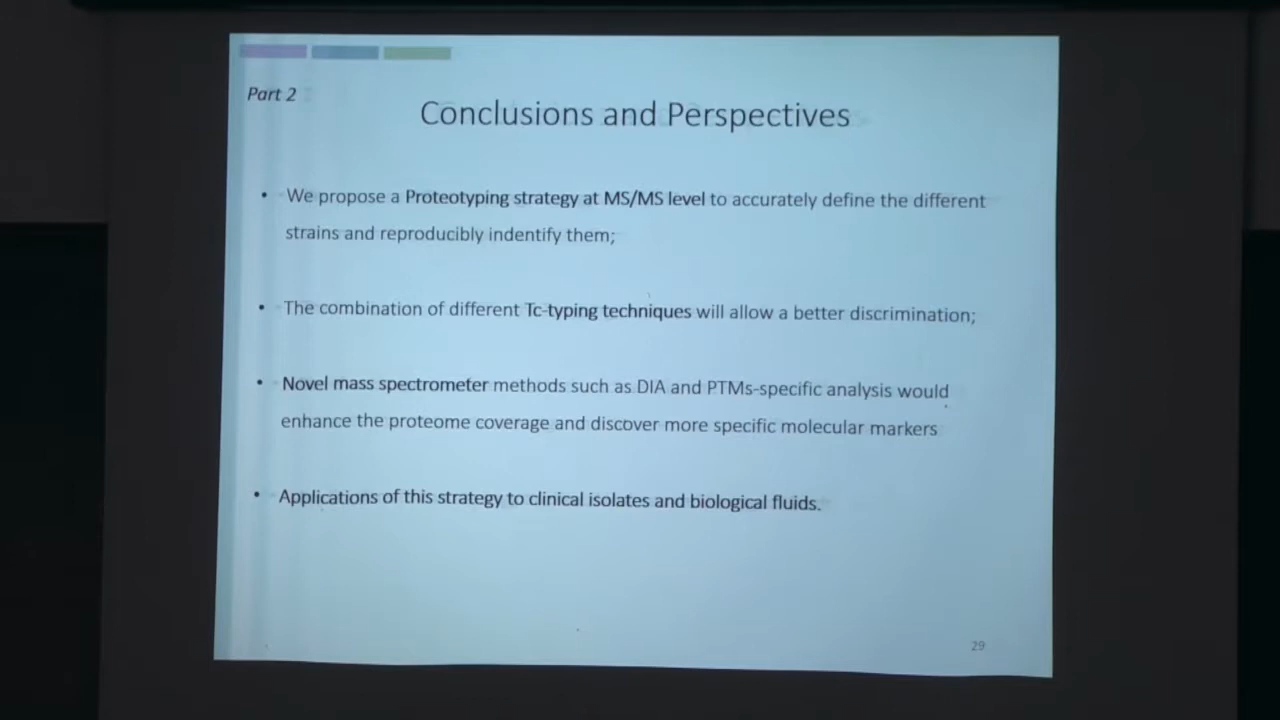 Part 2
Conclusions and Perspectives
• We propose a Proteotyping strategy at MS/MS level to accurately define the different
strains and reproducibly indentify them;
• The combination of different Tc-typing techniques will allow a better discrimination;
• Novel mass spectrometer methods such as DIA and PTMs-specific analysis would
enhance the proteome coverage and discover more specific molecular markers
• Applications of this strategy to clinical isolates and biological fluids.
29